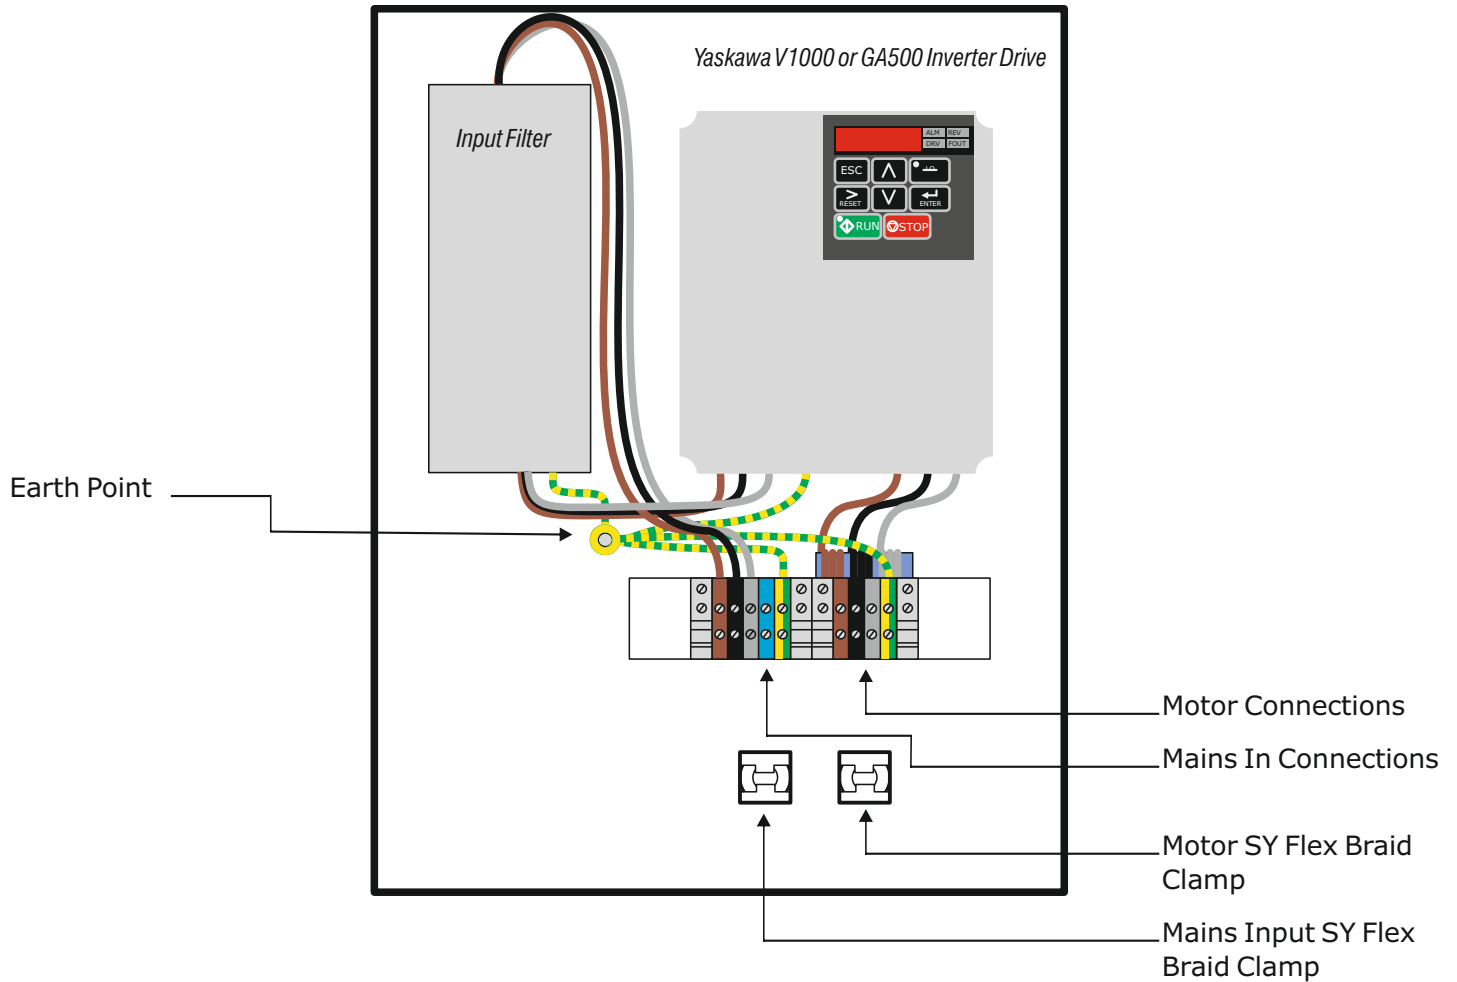 Yaskawa V1000 or GA500 Inverter Drive
Input Filter
ALM REV
DRV FOUT
ESC
LO
RESET
ENTER
RUN
STOP
Earth Point
Motor Connections
Mains In Connections
Motor SY Flex Braid
Clamp
Mains Input SY Flex
Braid Clamp